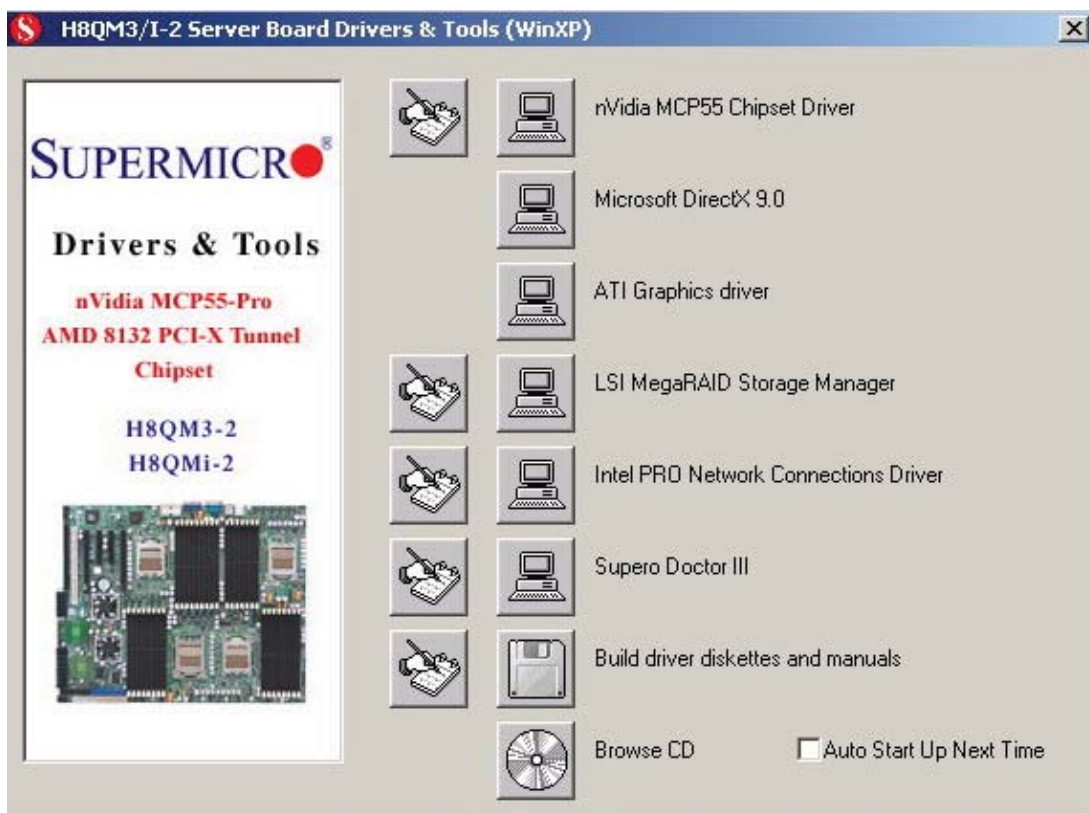 H8QM3/I-2 Server Board Drivers & Tools (WinXP)
SUPERMICRO®
Drivers & Tools
nVidia MCP55-Pro
AMD 8132 PCI-X Tunnel
Chipset
H8QM3-2
H8QMi-2
nVidia MCP55 Chipset Driver
Microsoft DirectX 9.0
ATI Graphics driver
LSI MegaRAID Storage Manager
Intel PRO Network Connections Driver
Supero Doctor III
Build driver diskettes and manuals
Browse CD
Auto Start Up Next Time